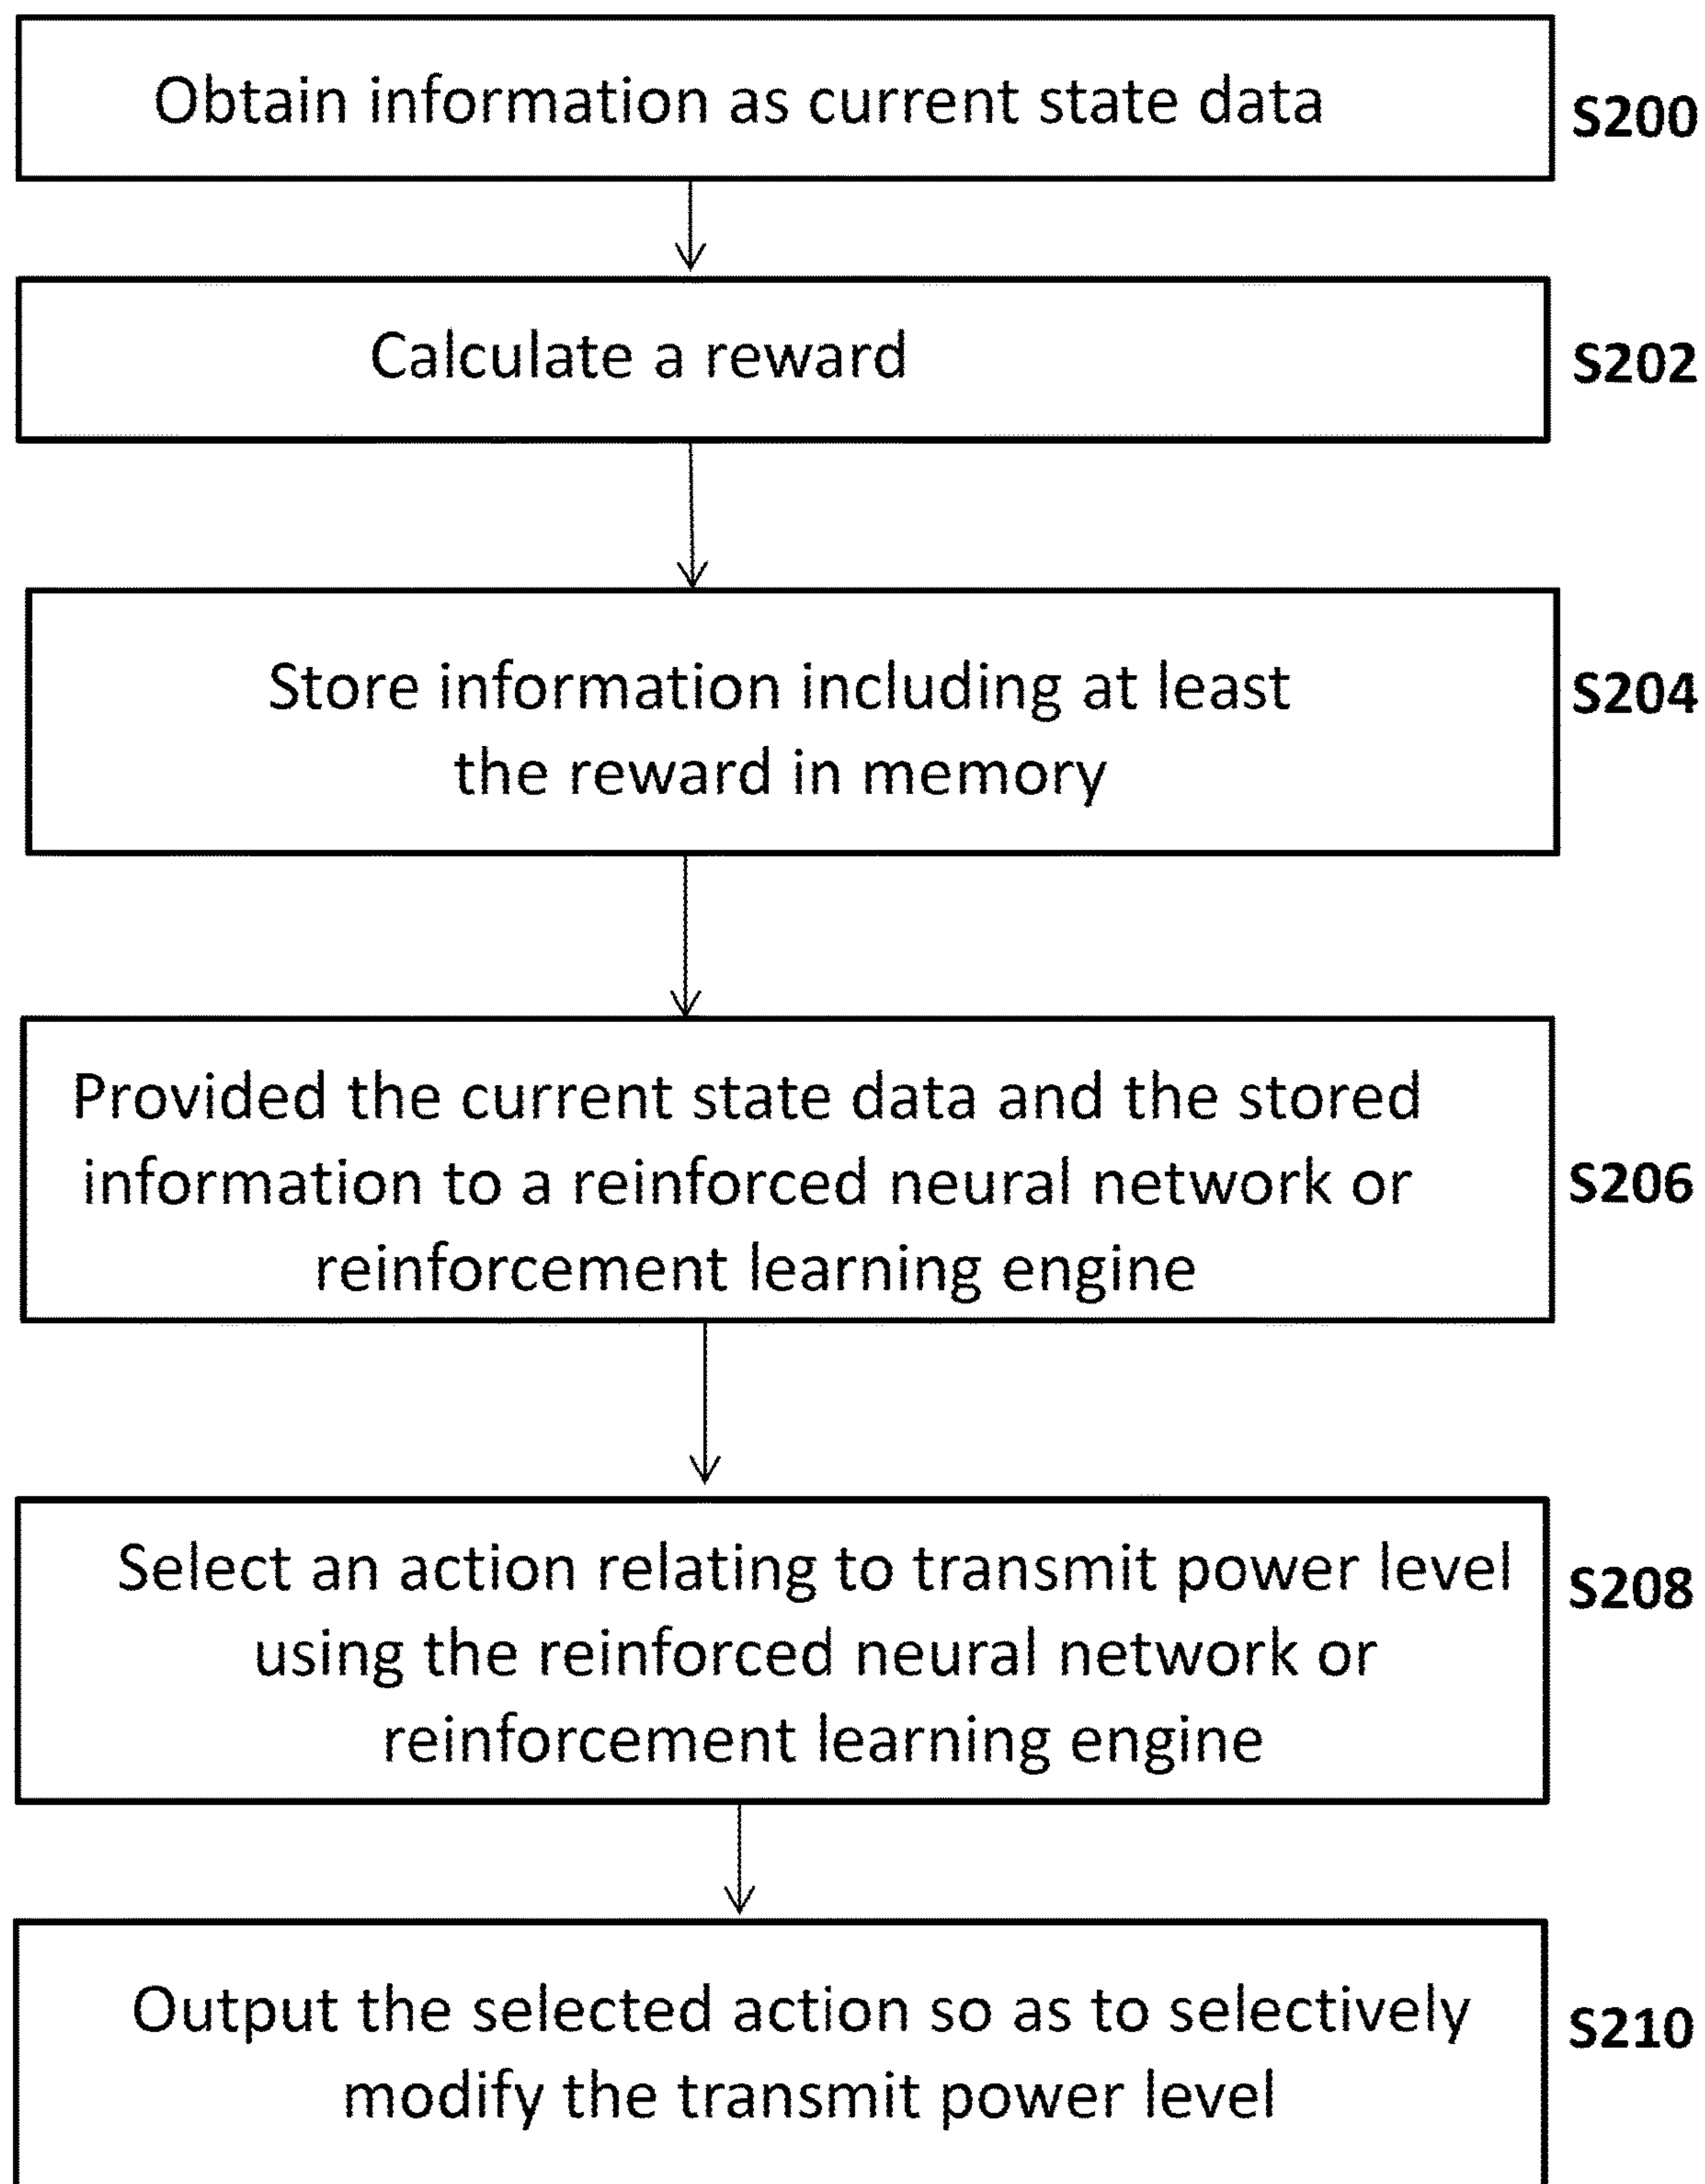 Obtain information as current state data
S200
Calculate a reward
S202
Store information including at least
the reward in memory
S204
Provided the current state data and the stored
information to a reinforced neural network or
reinforcement learning engine
S206
Select an action relating to transmit power level
using the reinforced neural network or
reinforcement learning engine
S208
Output the selected action so as to selectively
modify the transmit power level
S210